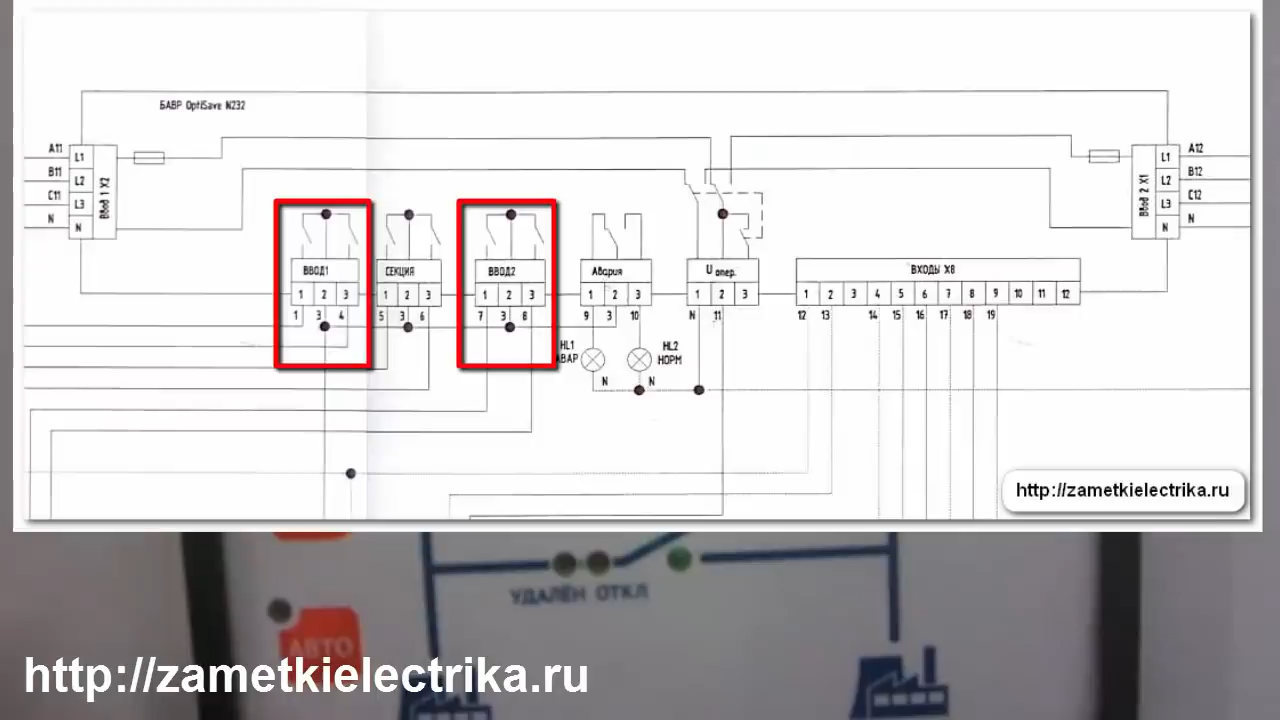 БАВР OptiSave N232
A11
B11
C11
N
L1
L2
L3
N
Ввод 1 X2
A12
B12
C12
N
L1
L2
L3
N
Ввод 2 X1
ВВОД1
СЕКЦИЯ
ВВОД2
Авария
U опер.
ВХОДЫ X8
1 2 3
1 2 3
1 2 3
1 2 3
1 2 3
1 2 3 4 5 6 7 8 9 10 11 12
1 3 4
5 3 6
7 3 8
9 3 10
N 11
12 13 14 15 16 17 18 19
HL1
АВАР
HL2
НОРМ
N
N
http://zametkielectrika.ru
УДАЛЁН ОТКЛ
АВТО
http://zametkielectrika.ru